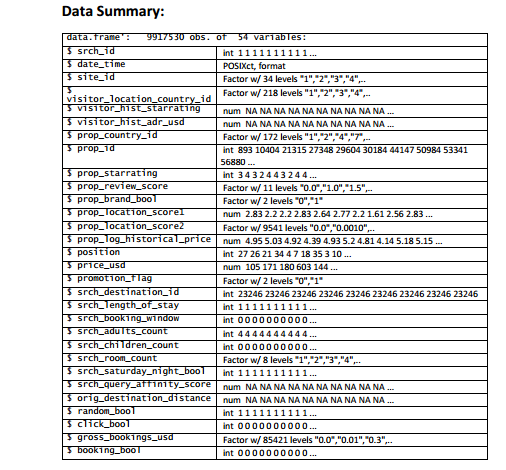 Data Summary:
data.frame': 9917530 obs. of 54 variables:
$ srch_id int 1 1 1 1 1 1 1 1 1 1 ...
$ date_time POSIXct, format
$ site_id Factor w/ 34 levels "1","2","3","4",..
$ visitor_location_country_id Factor w/ 218 levels "1","2","3","4",..
$ visitor_hist_starrating num NA NA NA NA NA NA NA NA NA NA ...
$ visitor_hist_adr_usd num NA NA NA NA NA NA NA NA NA NA ...
$ prop_country_id Factor w/ 172 levels "1","2","4","7",..
$ prop_id int 893 10404 21315 27348 29604 30184 44147 50984 53341
56880 ...
$ prop_starrating int 3 4 3 2 4 4 3 2 4 4 ...
$ prop_review_score Factor w/ 11 levels "0.0","1.0","1.5",..
$ prop_brand_bool Factor w/ 2 levels "0","1"
$ prop_location_score1 num 2.83 2.2 2.2 2.83 2.64 2.77 2.2 1.61 2.56 2.83 ...
$ prop_location_score2 Factor w/ 9541 levels "0.0","0.0010",..
$ prop_log_historical_price num 4.95 5.03 4.92 4.39 4.93 5.2 4.81 4.14 5.18 5.15 ...
$ position int 27 26 21 34 4 7 18 35 3 10 ...
$ price_usd num 105 171 180 603 144 ...
$ promotion_flag Factor w/ 2 levels "0","1"
$ srch_destination_id int 23246 23246 23246 23246 23246 23246 23246 23246 23246
$ srch_length_of_stay int 1 1 1 1 1 1 1 1 1 1 ...
$ srch_booking_window int 0 0 0 0 0 0 0 0 0 0 ...
$ srch_adults_count int 4 4 4 4 4 4 4 4 4 4 ...
$ srch_children_count int 0 0 0 0 0 0 0 0 0 0 ...
$ srch_room_count Factor w/ 8 levels "1","2","3","4",..
$ srch_saturday_night_bool int 1 1 1 1 1 1 1 1 1 1 ...
$ srch_query_affinity_score num NA NA NA NA NA NA NA NA NA NA ...
$ orig_destination_distance num NA NA NA NA NA NA NA NA NA NA ...
$ random_bool int 1 1 1 1 1 1 1 1 1 1 ...
$ click_bool int 0 0 0 0 0 0 0 0 0 0 ...
$ gross_bookings_usd Factor w/ 85421 levels "0.0","0.01","0.3",..
$ booking_bool int 0 0 0 0 0 0 0 0 0 0 ...